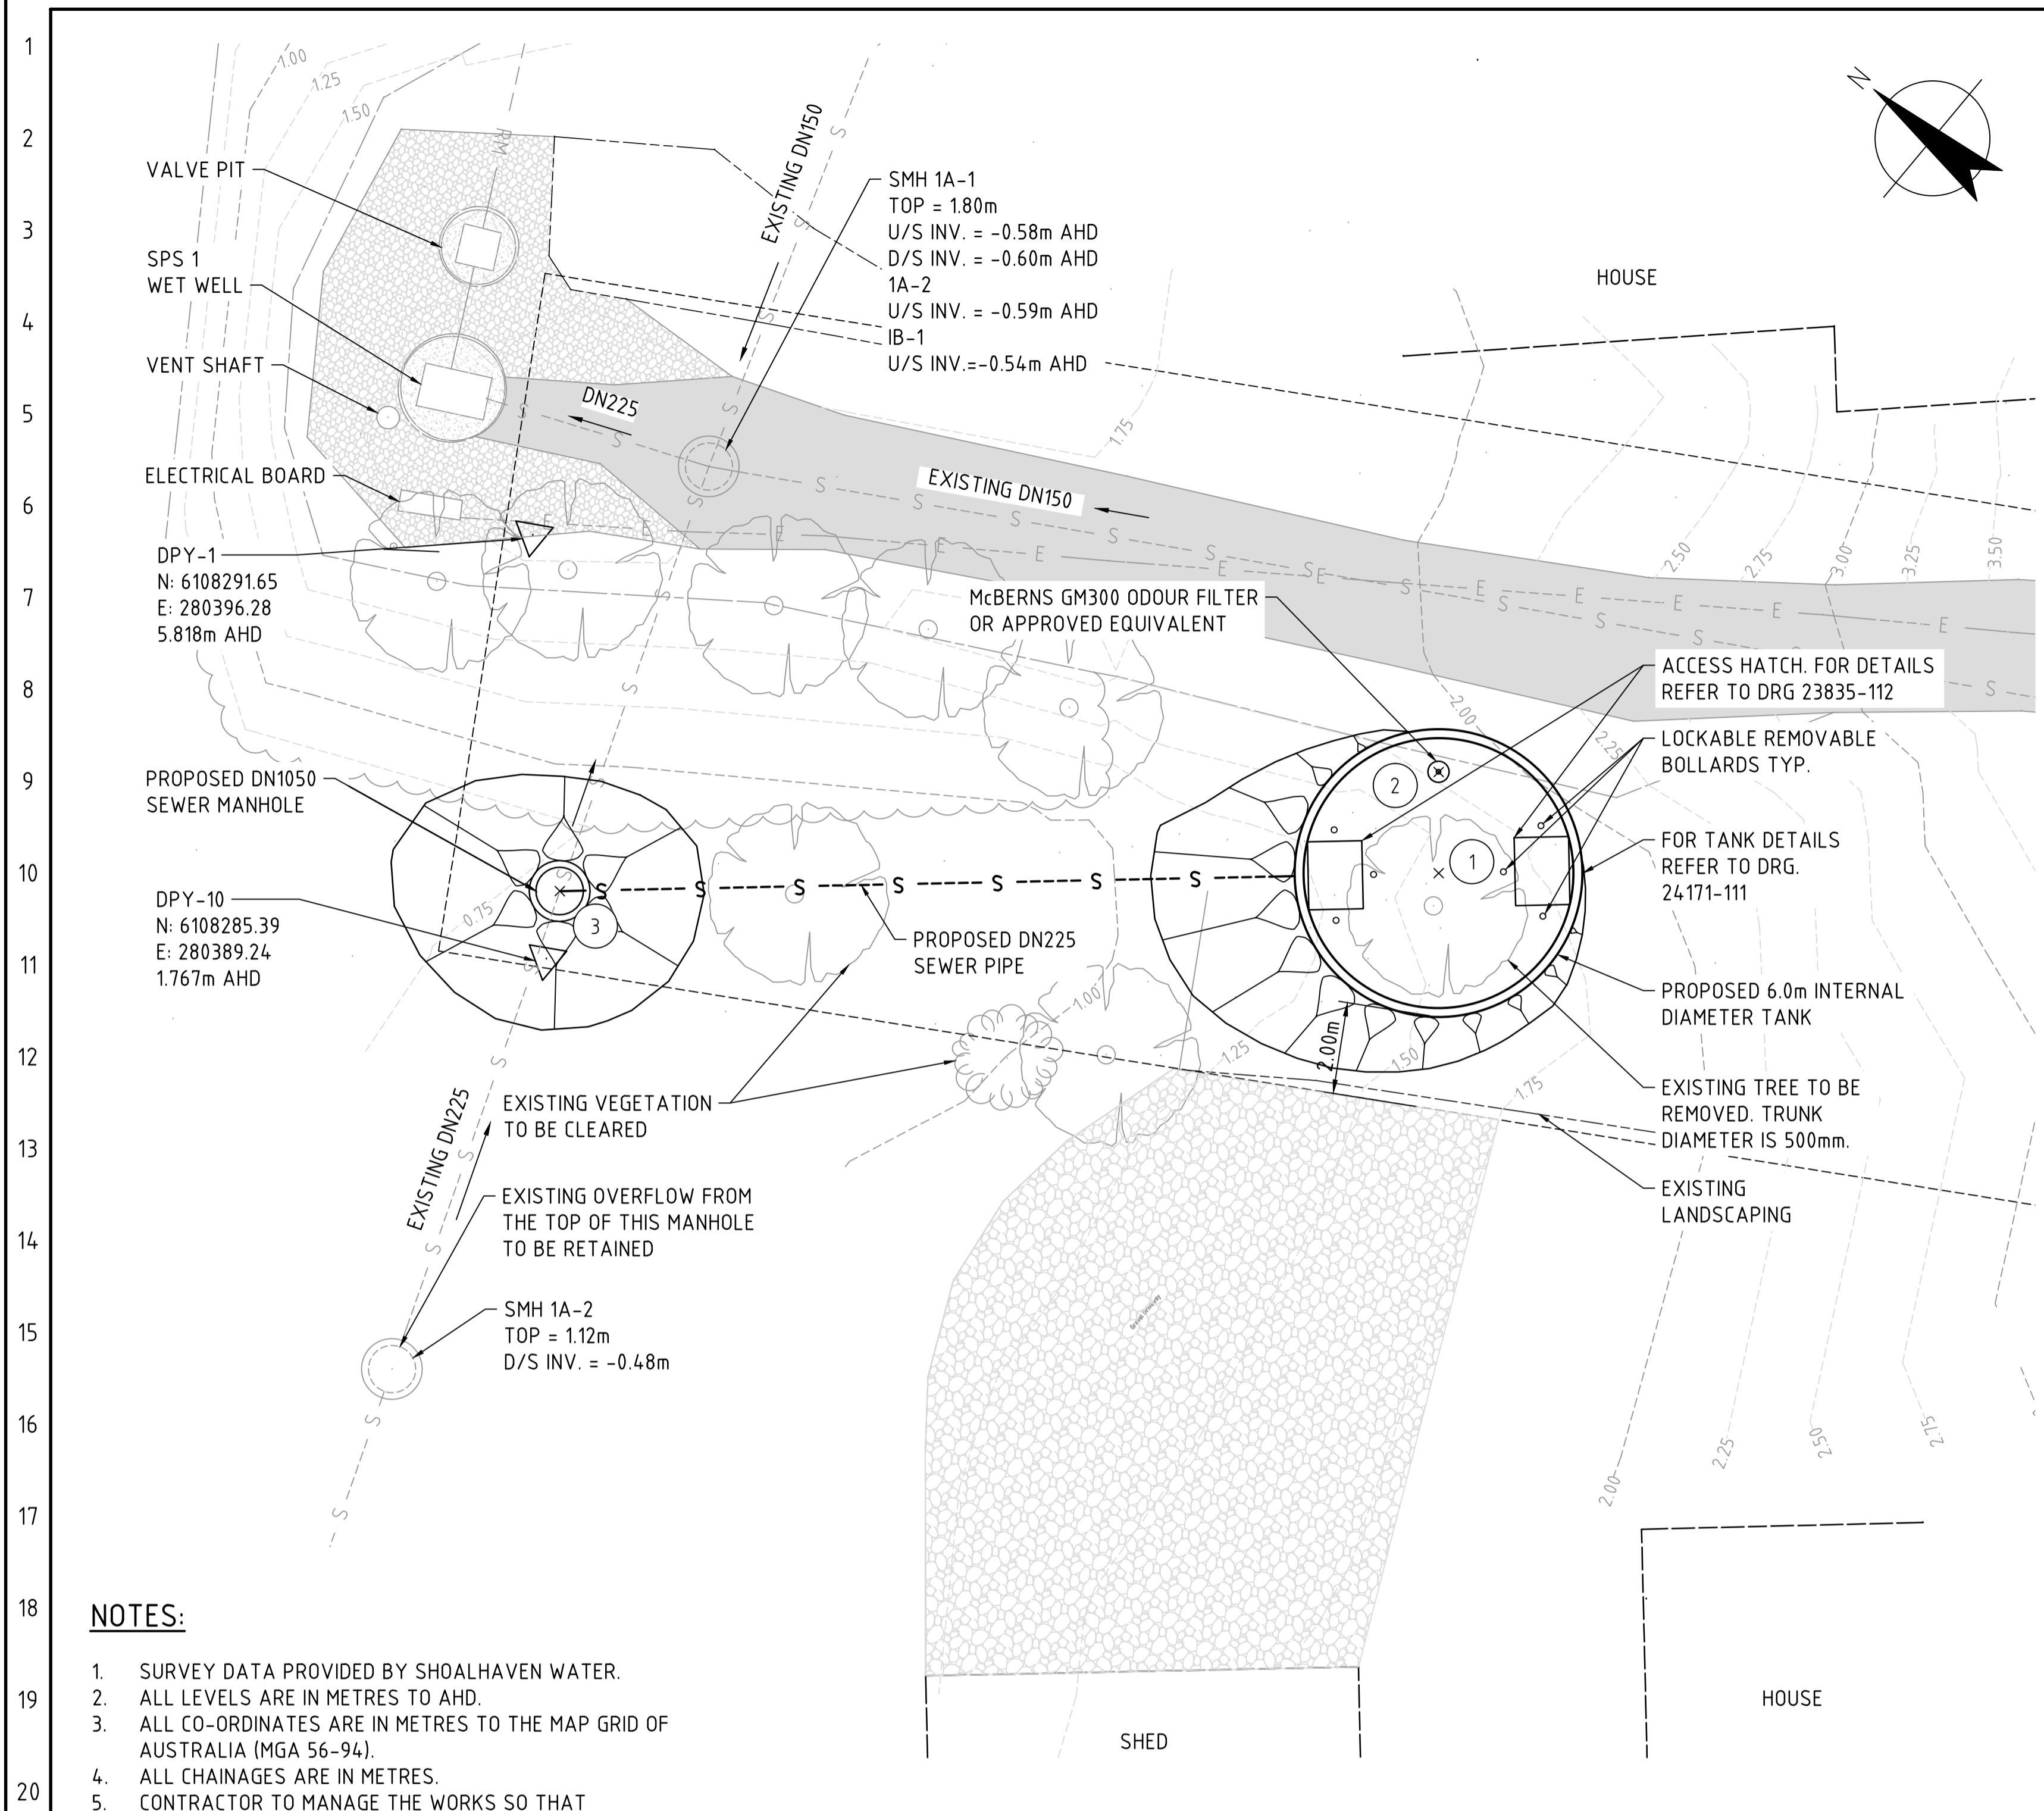 1
2
3
4
5
6
7
8
9
10
11
12
13
14
15
16
17
18
19
20
1.00
1.25
1.50
RM
EXISTING DN150
N
VALVE PIT
SPS 1
WET WELL
VENT SHAFT
ELECTRICAL BOARD
DPY-1
N: 6108291.65
E: 280396.28
5.818m AHD
SMH 1A-1
TOP = 1.80m
U/S INV. = -0.58m AHD
D/S INV. = -0.60m AHD
1A-2
U/S INV. = -0.59m AHD
IB-1
U/S INV.=-0.54m AHD
HOUSE
DN225
1.75
EXISTING DN150
S S S S S S S S S S S S
E E E E E E E E E E E
2.50
2.75
3.00
3.25
3.50
McBERNS GM300 ODOUR FILTER
OR APPROVED EQUIVALENT
ACCESS HATCH. FOR DETAILS
REFER TO DRG 23835-112
2.00
2.25
LOCKABLE REMOVABLE
BOLLARDS TYP.
PROPOSED DN1050
SEWER MANHOLE
2
1
3
FOR TANK DETAILS
REFER TO DRG.
24171-111
DPY-10
N: 6108285.39
E: 280389.24
1.767m AHD
0.75
S S S S S S S
PROPOSED DN225
SEWER PIPE
PROPOSED 6.0m INTERNAL
DIAMETER TANK
1.00
2.00m
1.25
1.50
1.75
EXISTING VEGETATION
TO BE CLEARED
EXISTING TREE TO BE
REMOVED. TRUNK
DIAMETER IS 500mm.
EXISTING DN225
EXISTING OVERFLOW FROM
THE TOP OF THIS MANHOLE
TO BE RETAINED
EXISTING
LANDSCAPING
SMH 1A-2
TOP = 1.12m
D/S INV. = -0.48m
2.00
2.25
2.50
2.75
NOTES:
1. SURVEY DATA PROVIDED BY SHOALHAVEN WATER.
2. ALL LEVELS ARE IN METRES TO AHD.
3. ALL CO-ORDINATES ARE IN METRES TO THE MAP GRID OF
AUSTRALIA (MGA 56-94).
4. ALL CHAINAGES ARE IN METRES.
5. CONTRACTOR TO MANAGE THE WORKS SO THAT
SHED
HOUSE